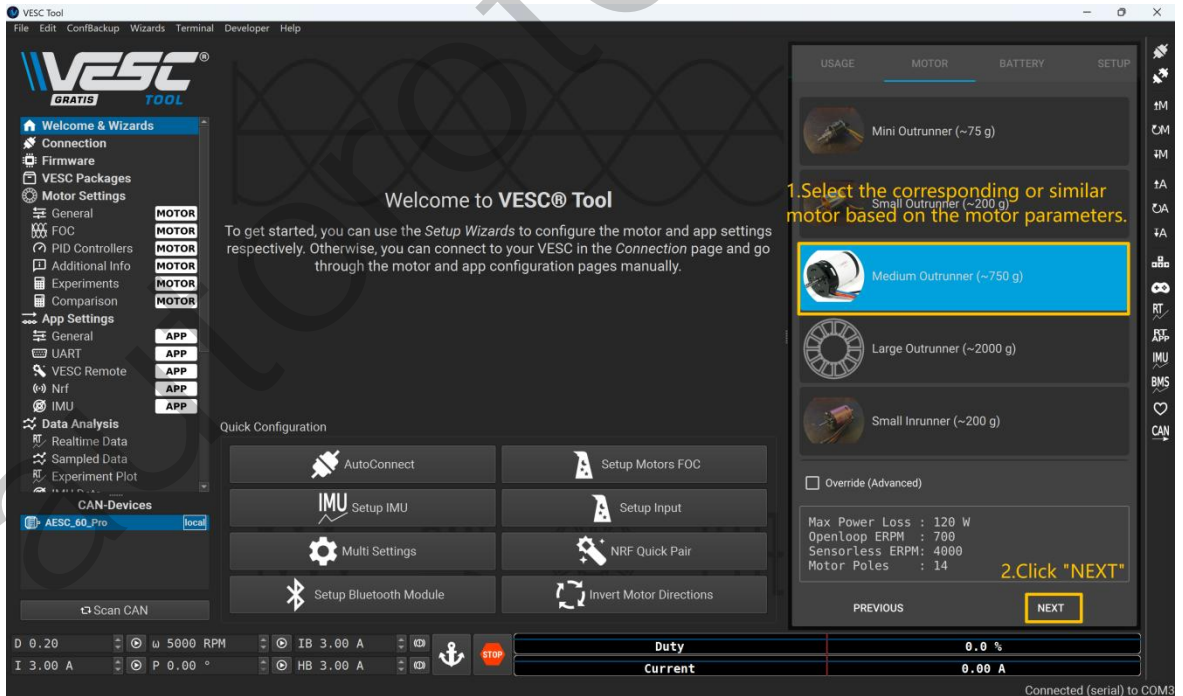 VESC Tool
File Edit ConfBackup Wizards Terminal Developer Help
VESC®
GRATIS TOOL
Welcome & Wizards
Connection
Firmware
VESC Packages
Motor Settings
General MOTOR
FOC MOTOR
PID Controllers MOTOR
Additional Info MOTOR
Experiments MOTOR
Comparison MOTOR
App Settings
General APP
UART APP
VESC Remote APP
Nrf APP
IMU APP
Data Analysis
Realtime Data
Sampled Data
Experiment Plot
CAN-Devices
AESC_60_Pro local
Scan CAN
Welcome to VESC® Tool
To get started, you can use the Setup Wizards to configure the motor and app settings
respectively. Otherwise, you can connect to your VESC in the Connection page and go
through the motor and app configuration pages manually.
Quick Configuration
AutoConnect
Setup Motors FOC
IMU Setup IMU
Setup Input
Multi Settings
NRF Quick Pair
Setup Bluetooth Module
Invert Motor Directions
USAGE MOTOR BATTERY SETUP
Mini Outrunner (~75 g)
1.Select the corresponding or similar
Small Outrunner (~200 g)
motor based on the motor parameters.
Medium Outrunner (~750 g)
Large Outrunner (~2000 g)
Small Inrunner (~200 g)
Override (Advanced)
Max Power Loss : 120 W
Openloop ERPM : 700
Sensorless ERPM: 4000
Motor Poles : 14
2.Click "NEXT"
PREVIOUS NEXT
M
M
M
A
A
A
RT
RT
APP
IMU
BMS
CAN
D 0.20 ω 5000 RPM IB 3.00 A
I 3.00 A P 0.00 ° HB 3.00 A
STOP
Duty 0.0 %
Current 0.00 A
Connected (serial) to COM3